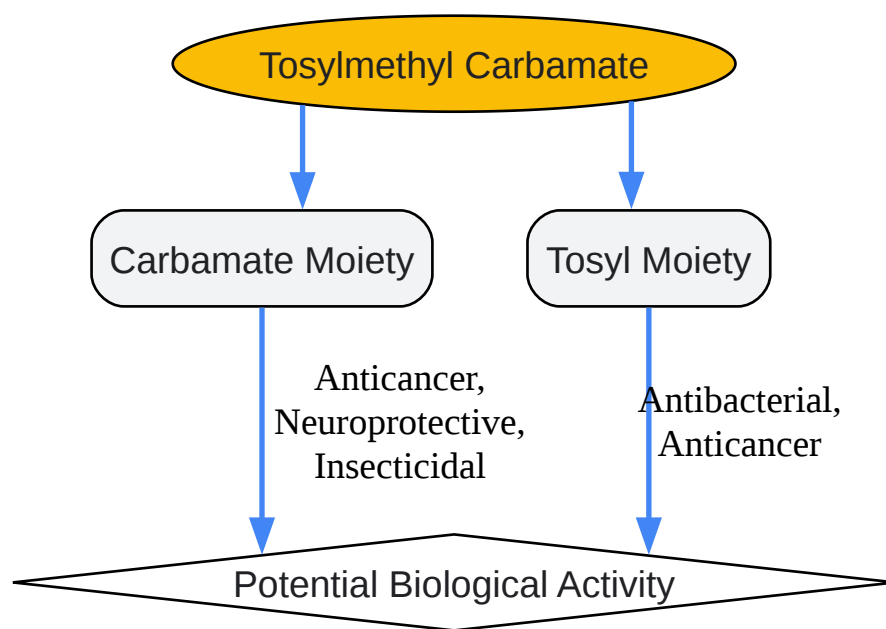 Tosylmethyl Carbamate
Carbamate Moiety
Tosyl Moiety
Anticancer,
Neuroprotective,
Insecticidal
Antibacterial,
Anticancer
Potential Biological Activity